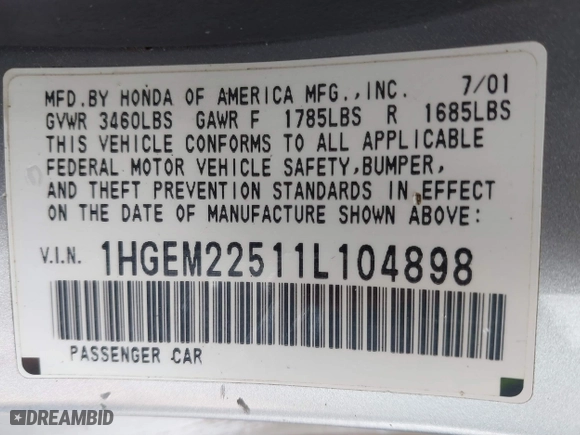 MFD.BY HONDA OF AMERICA MFG.,INC. 7/01
GVWR 3460LBS GAWR F 1785LBS R 1685LBS
THIS VEHICLE CONFORMS TO ALL APPLICABLE
FEDERAL MOTOR VEHICLE SAFETY,BUMPER,
AND THEFT PREVENTION STANDARDS IN EFFECT
ON THE DATE OF MANUFACTURE SHOWN ABOVE:
V.I.N. 1HGEM22511L104898
PASSENGER CAR
DREAMBID